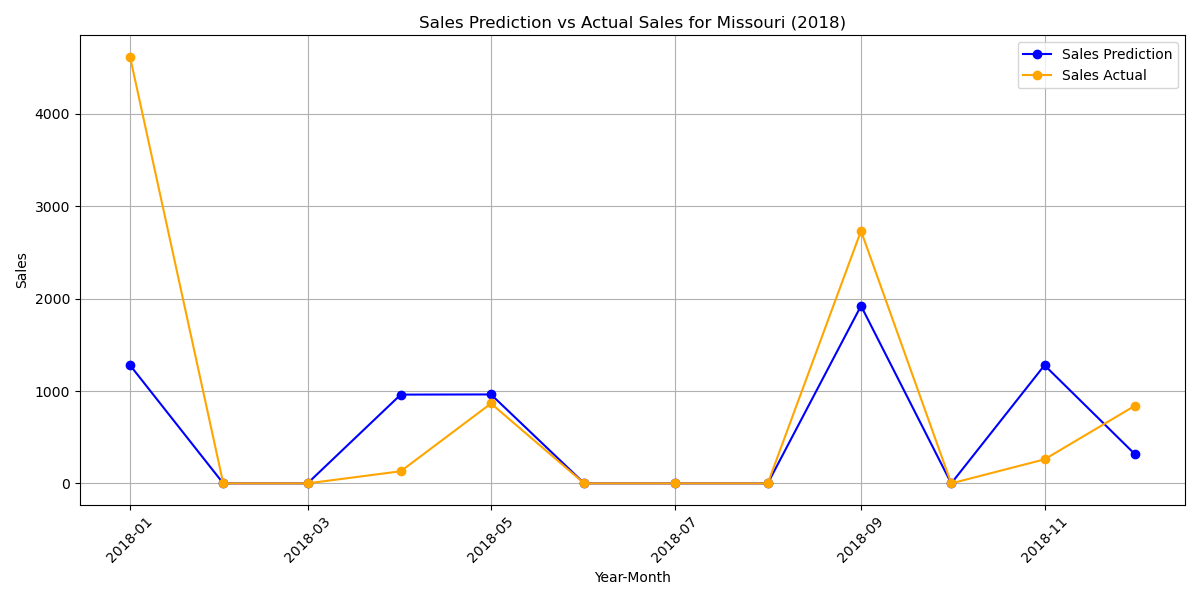 Sales Prediction vs Actual Sales for Missouri (2018)
Sales Prediction
Sales Actual
Sales
4000
3000
2000
1000
0
2018-01
2018-03
2018-05
2018-07
2018-09
2018-11
Year-Month